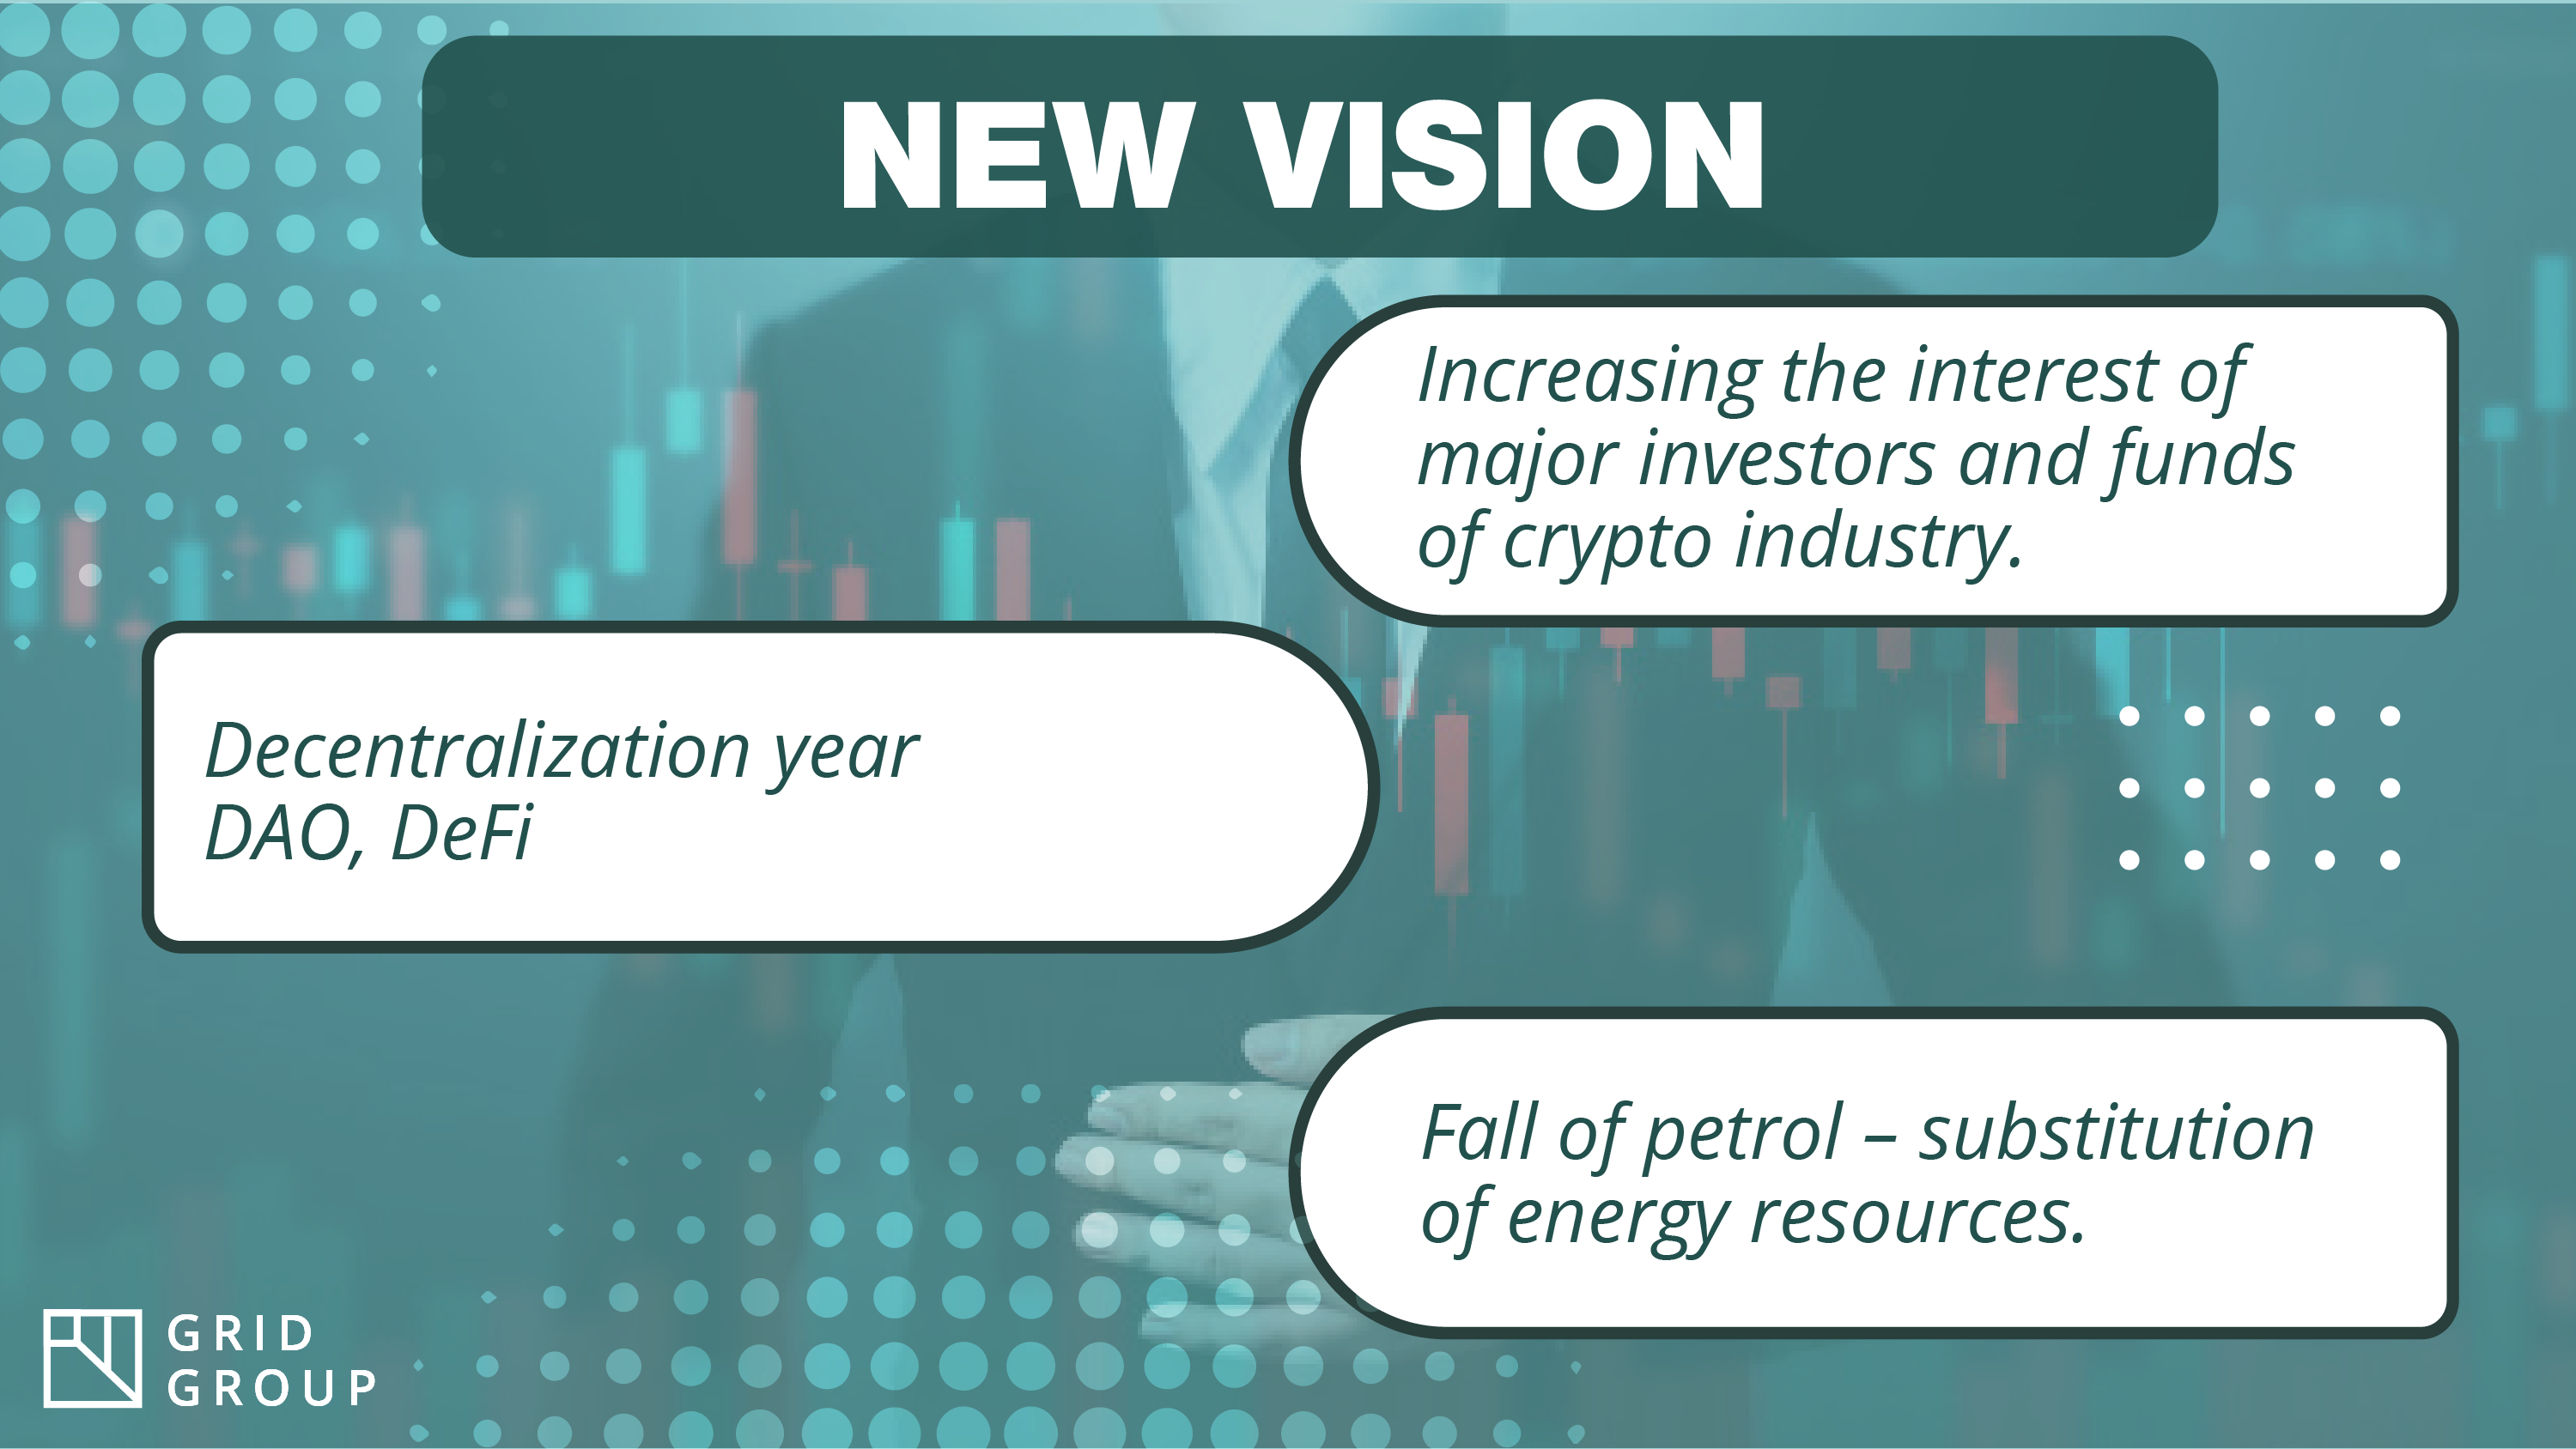 NEW VISION
Increasing the interest of
major investors and funds
of crypto industry.
Decentralization year
DAO, DeFi
Fall of petrol – substitution
of energy resources.
GRID
GROUP